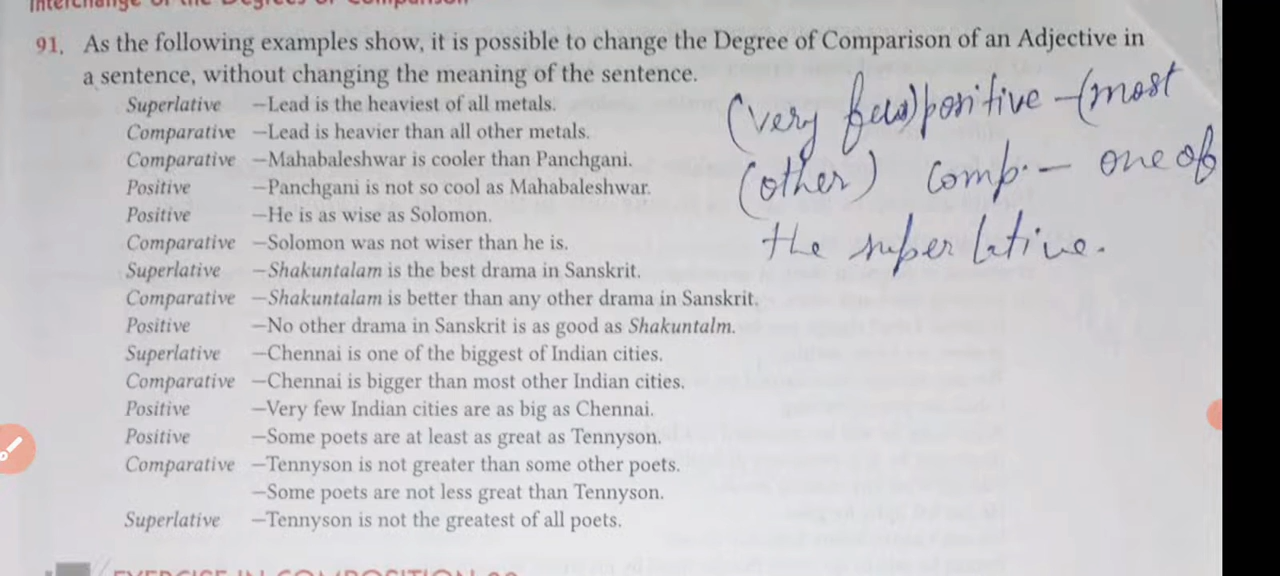 Interchange of the Degrees of Comparison
91. As the following examples show, it is possible to change the Degree of Comparison of an Adjective in
a sentence, without changing the meaning of the sentence.
Superlative —Lead is the heaviest of all metals.
Comparative —Lead is heavier than all other metals.
Comparative —Mahabaleshwar is cooler than Panchgani.
Positive —Panchgani is not so cool as Mahabaleshwar.
Positive —He is as wise as Solomon.
Comparative —Solomon was not wiser than he is.
Superlative —Shakuntalam is the best drama in Sanskrit.
Comparative —Shakuntalam is better than any other drama in Sanskrit.
Positive —No other drama in Sanskrit is as good as Shakuntalm.
Superlative —Chennai is one of the biggest of Indian cities.
Comparative —Chennai is bigger than most other Indian cities.
Positive —Very few Indian cities are as big as Chennai.
Positive —Some poets are at least as great as Tennyson.
Comparative —Tennyson is not greater than some other poets.
—Some poets are not less great than Tennyson.
Superlative —Tennyson is not the greatest of all poets.
(very few) positive – (most
(other) comp. – one of
the superlative.
EXERCISE IN COMPOSITION